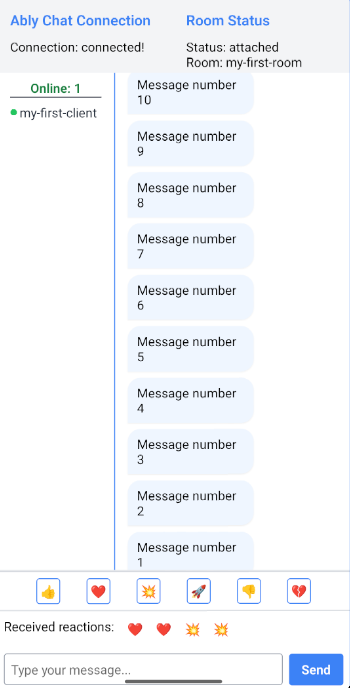 Ably Chat Connection
Connection: connected!
Room Status
Status: attached
Room: my-first-room
Online: 1
my-first-client
Message number
10
Message number
9
Message number
8
Message number
7
Message number
6
Message number
5
Message number
4
Message number
3
Message number
2
Message number
1
Received reactions:
Type your message...
Send